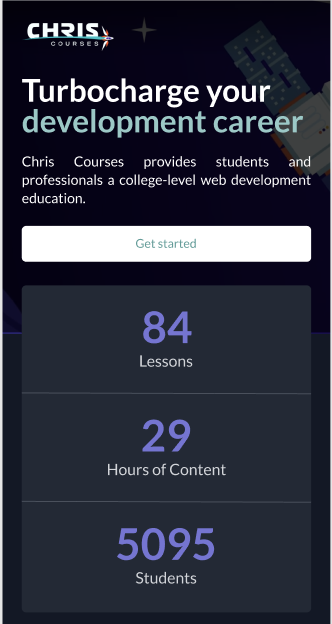 CHRIS
COURSES
Turbocharge your
development career
Chris Courses provides students and
professionals a college-level web development
education.
Get started
84
Lessons
29
Hours of Content
5095
Students